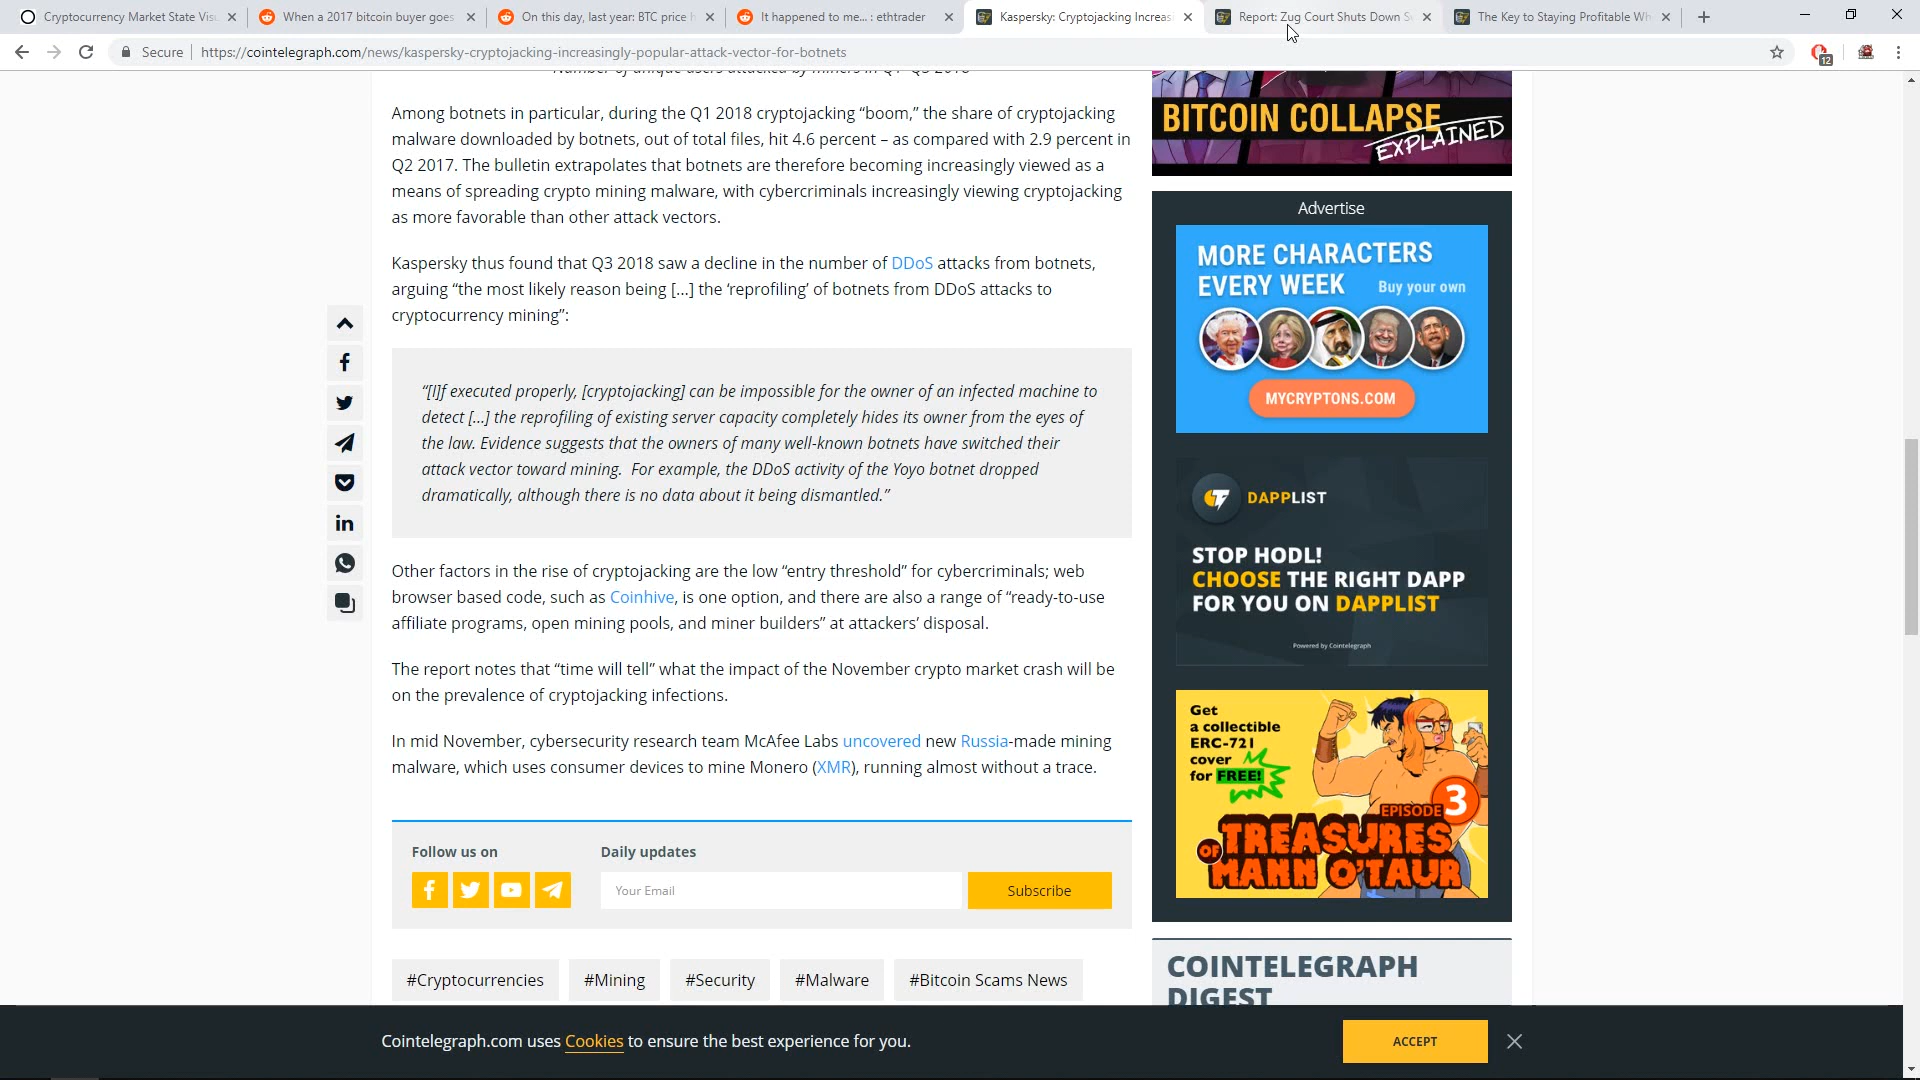 Cryptocurrency Market State Vis
When a 2017 bitcoin buyer goes
On this day, last year: BTC price h
It happened to me... : ethtrader
Kaspersky: Cryptojacking Increas
Report: Zug Court Shuts Down S
The Key to Staying Profitable Wh
Secure
https://cointelegraph.com/news/kaspersky-cryptojacking-increasingly-popular-attack-vector-for-botnets
12
Number of unique users attacked by miners in Q1-Q3 2018
Among botnets in particular, during the Q1 2018 cryptojacking “boom,” the share of cryptojacking
malware downloaded by botnets, out of total files, hit 4.6 percent – as compared with 2.9 percent in
Q2 2017. The bulletin extrapolates that botnets are therefore becoming increasingly viewed as a
means of spreading crypto mining malware, with cybercriminals increasingly viewing cryptojacking
as more favorable than other attack vectors.
Kaspersky thus found that Q3 2018 saw a decline in the number of DDoS attacks from botnets,
arguing “the most likely reason being [...] the ‘reprofiling’ of botnets from DDoS attacks to
cryptocurrency mining”:
“[I]f executed properly, [cryptojacking] can be impossible for the owner of an infected machine to
detect [...] the reprofiling of existing server capacity completely hides its owner from the eyes of
the law. Evidence suggests that the owners of many well-known botnets have switched their
attack vector toward mining.  For example, the DDoS activity of the Yoyo botnet dropped
dramatically, although there is no data about it being dismantled.”
Other factors in the rise of cryptojacking are the low “entry threshold” for cybercriminals; web
browser based code, such as Coinhive, is one option, and there are also a range of “ready-to-use
affiliate programs, open mining pools, and miner builders” at attackers’ disposal.
The report notes that “time will tell” what the impact of the November crypto market crash will be
on the prevalence of cryptojacking infections.
In mid November, cybersecurity research team McAfee Labs uncovered new Russia-made mining
malware, which uses consumer devices to mine Monero (XMR), running almost without a trace.
Follow us on
Daily updates
Your Email
Subscribe
#Cryptocurrencies
#Mining
#Security
#Malware
#Bitcoin Scams News
BITCOIN COLLAPSE
EXPLAINED
Advertise
MORE CHARACTERS
EVERY WEEK
Buy your own
MYCRYPTONS.COM
DAPPLIST
STOP HODL!
CHOOSE THE RIGHT DAPP
FOR YOU ON DAPPLIST
Powered by Cointelegraph
Get
a collectible
ERC-721
cover
for FREE!
EPISODE 3
TREASURES
OF
MANN O'TAUR
COINTELEGRAPH
DIGEST
Cointelegraph.com uses Cookies to ensure the best experience for you.
ACCEPT